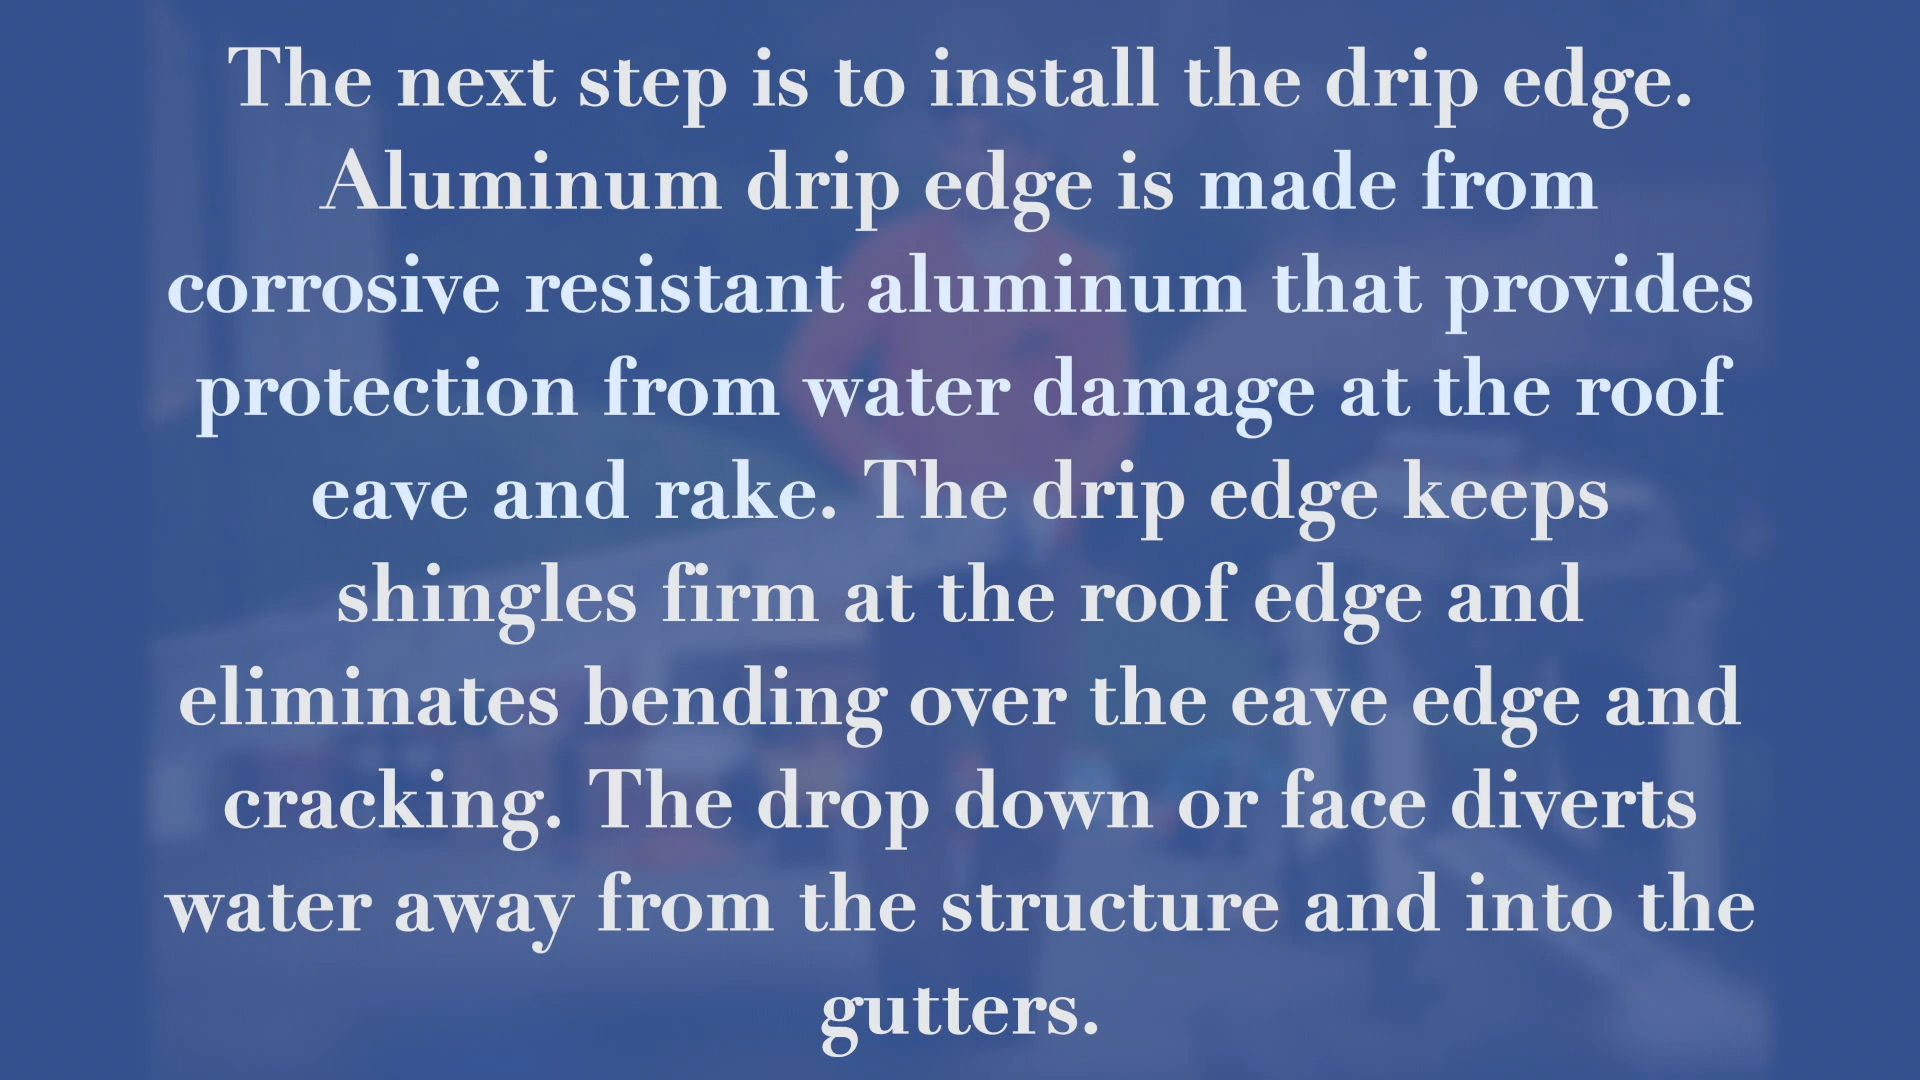 The next step is to install the drip edge.
Aluminum drip edge is made from
corrosive resistant aluminum that provides
protection from water damage at the roof
eave and rake. The drip edge keeps
shingles firm at the roof edge and
eliminates bending over the eave edge and
cracking. The drop down or face diverts
water away from the structure and into the
gutters.